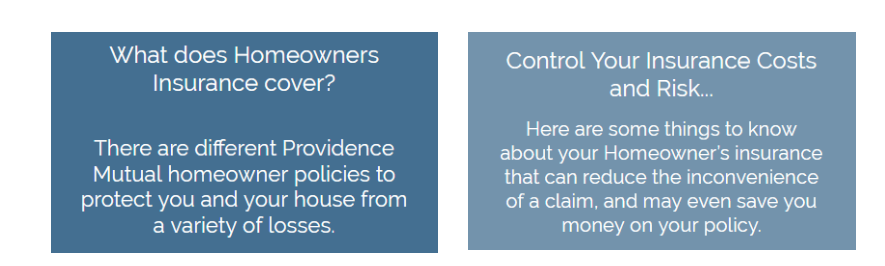 What does Homeowners
Insurance cover?
There are different Providence
Mutual homeowner policies to
protect you and your house from
a variety of losses.
Control Your Insurance Costs
and Risk...
Here are some things to know
about your Homeowner's insurance
that can reduce the inconvenience
of a claim, and may even save you
money on your policy.